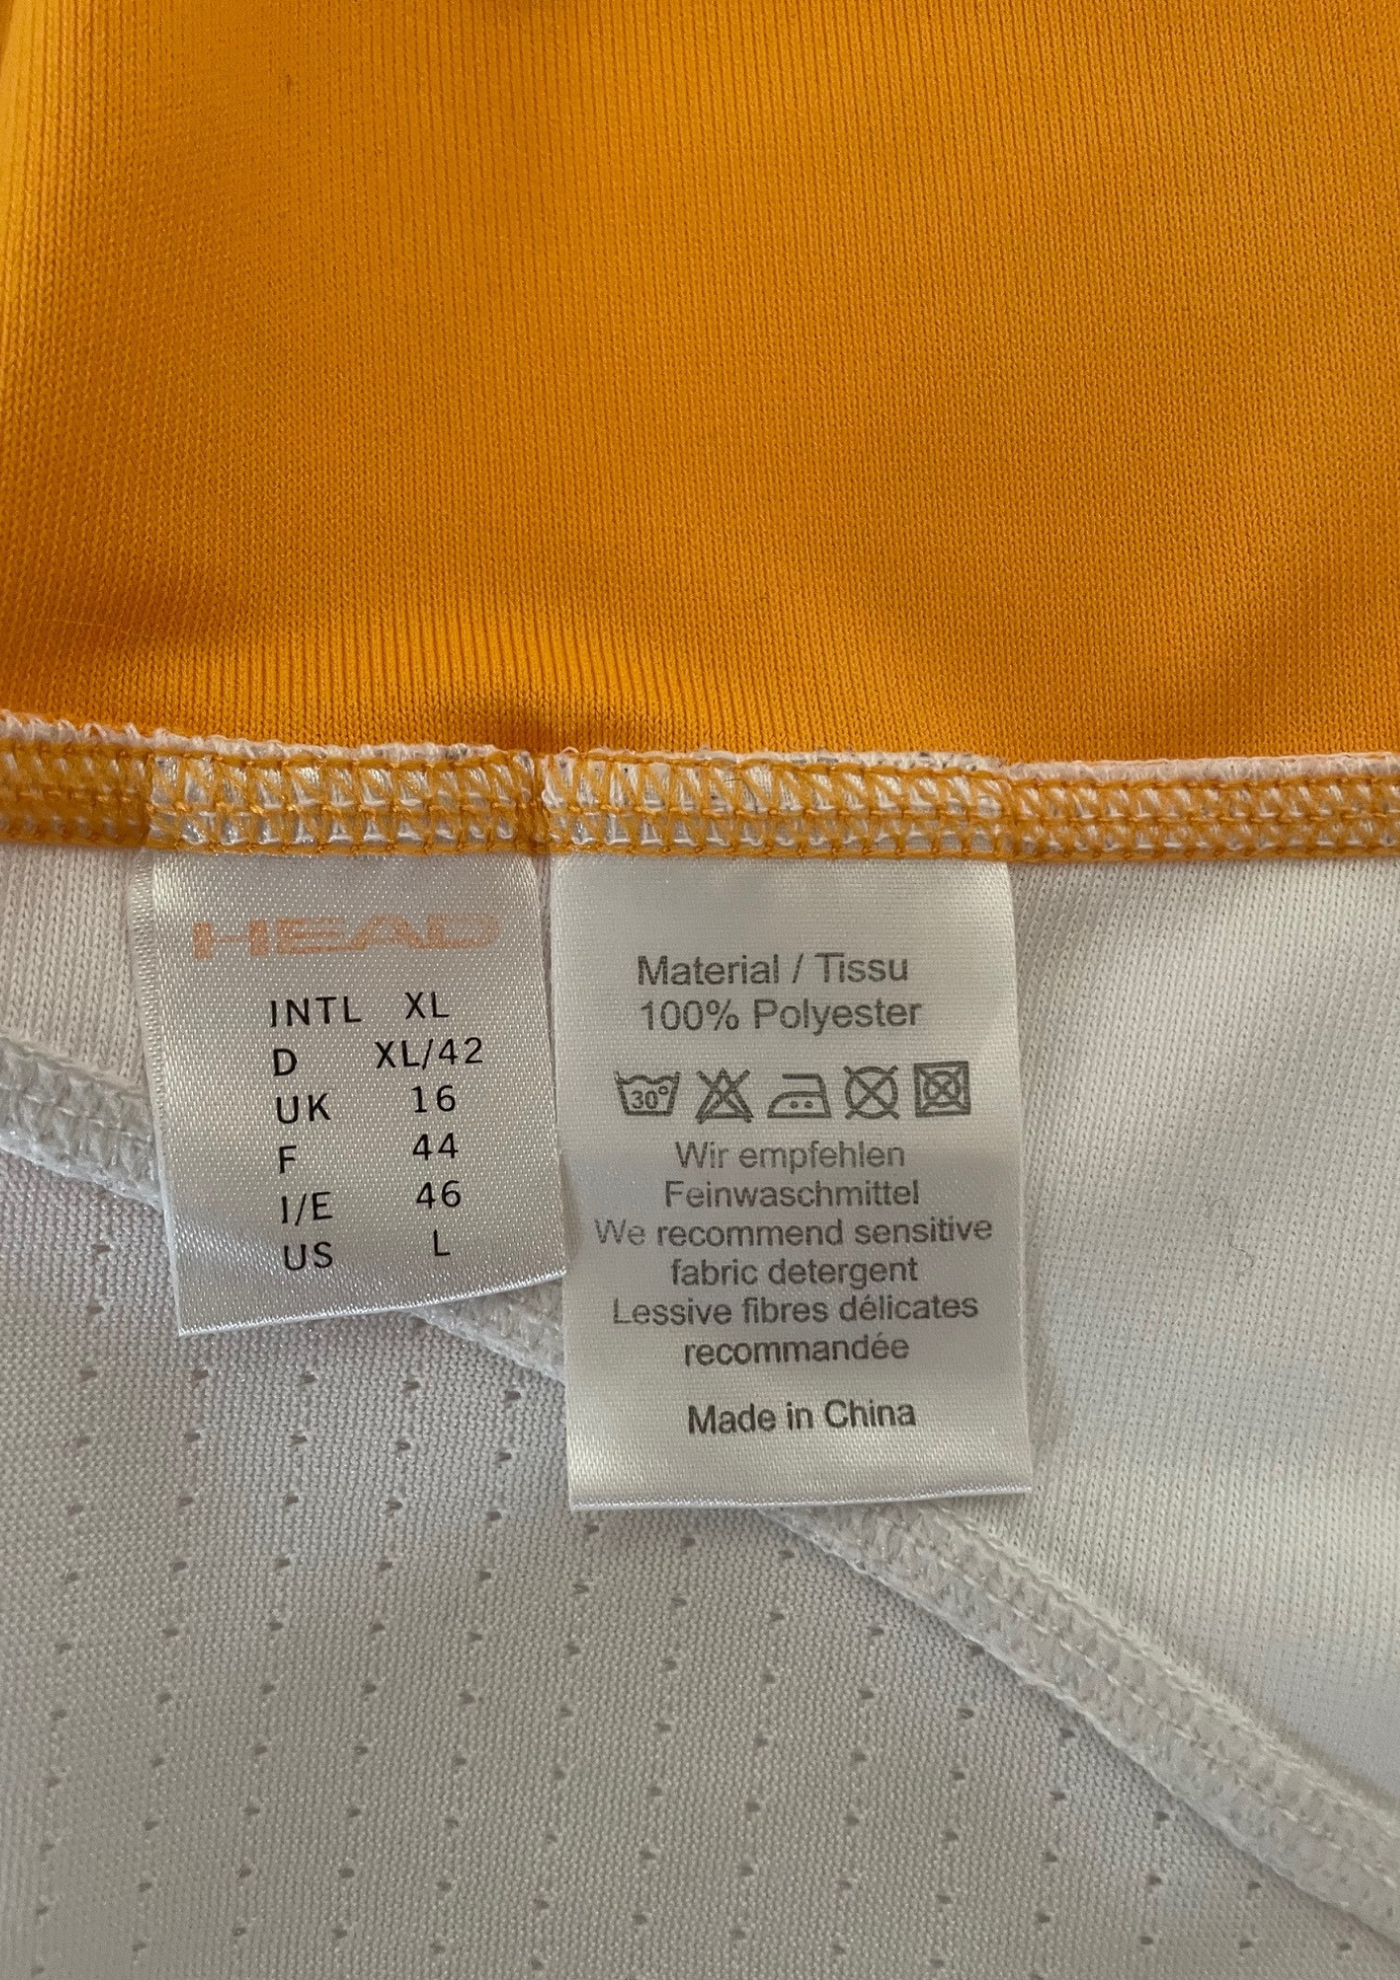 HEAD
INTL XL
D XL/42
UK 16
F 44
I/E 46
US L
Material / Tissu
100% Polyester
30°
Wir empfehlen
Feinwaschmittel
We recommend sensitive
fabric detergent
Lessive fibres délicates
recommandée
Made in China